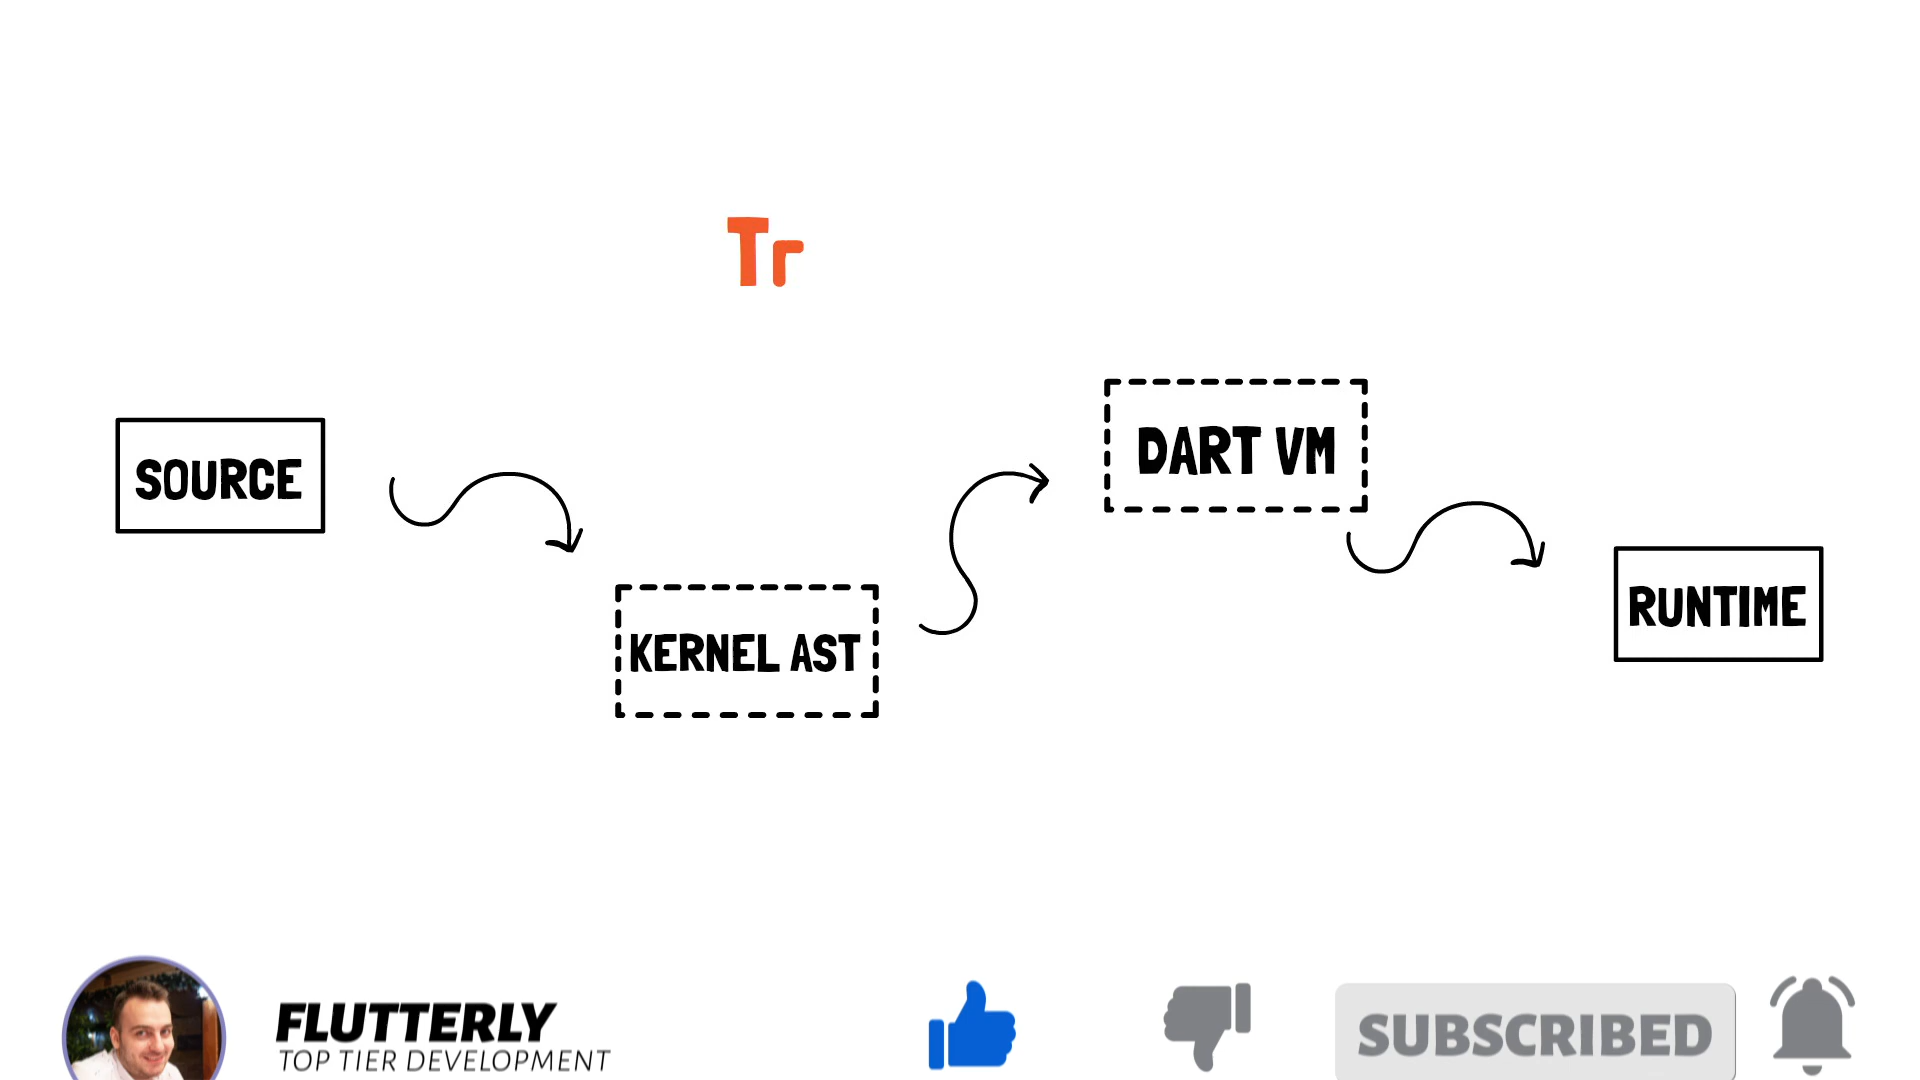 Tr
SOURCE
DART VM
KERNEL AST
RUNTIME
FLUTTERLY
TOP TIER DEVELOPMENT
SUBSCRIBED